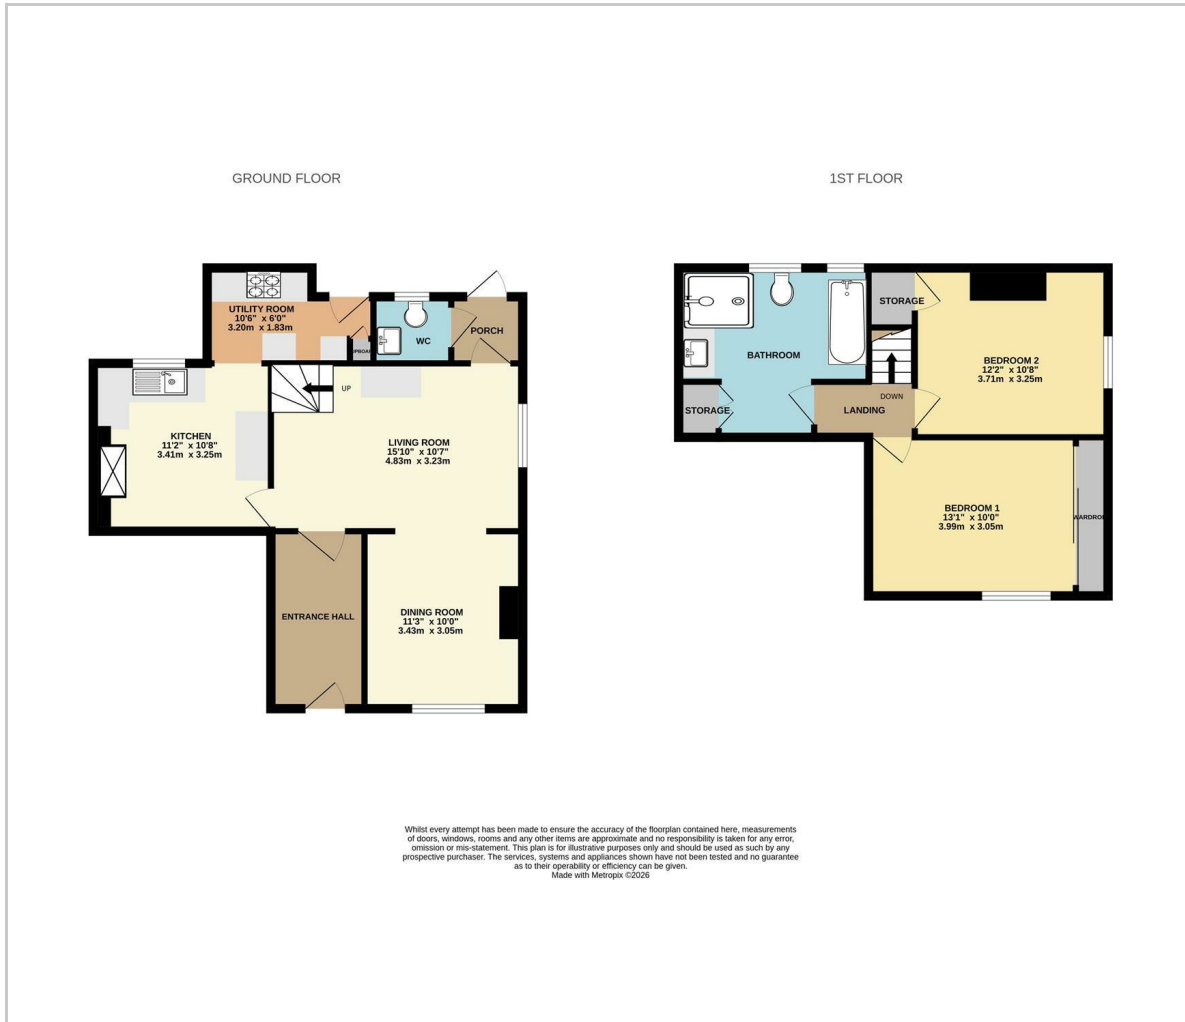 GROUND FLOOR
UTILITY ROOM
10'6" x 6'0"
3.20m x 1.83m
WC
PORCH
UP
KITCHEN
11'2" x 10'8"
3.41m x 3.25m
LIVING ROOM
15'10" x 10'7"
4.83m x 3.23m
ENTRANCE HALL
DINING ROOM
11'3" x 10'0"
3.43m x 3.05m
1ST FLOOR
STORAGE
BATHROOM
BEDROOM 2
12'2" x 10'8"
3.71m x 3.25m
DOWN
STORAGE
LANDING
BEDROOM 1
13'1" x 10'0"
3.99m x 3.05m
Whilst every attempt has been made to ensure the accuracy of the floorplan contained here, measurements
of doors, windows, rooms and any other items are approximate and no responsibility is taken for any error,
omission or mis-statement. This plan is for illustrative purposes only and should be used as such by any
prospective purchaser. The services, systems and appliances shown have not been tested and no guarantee
as to their operability or efficiency can be given.
Made with Metropix ©2026